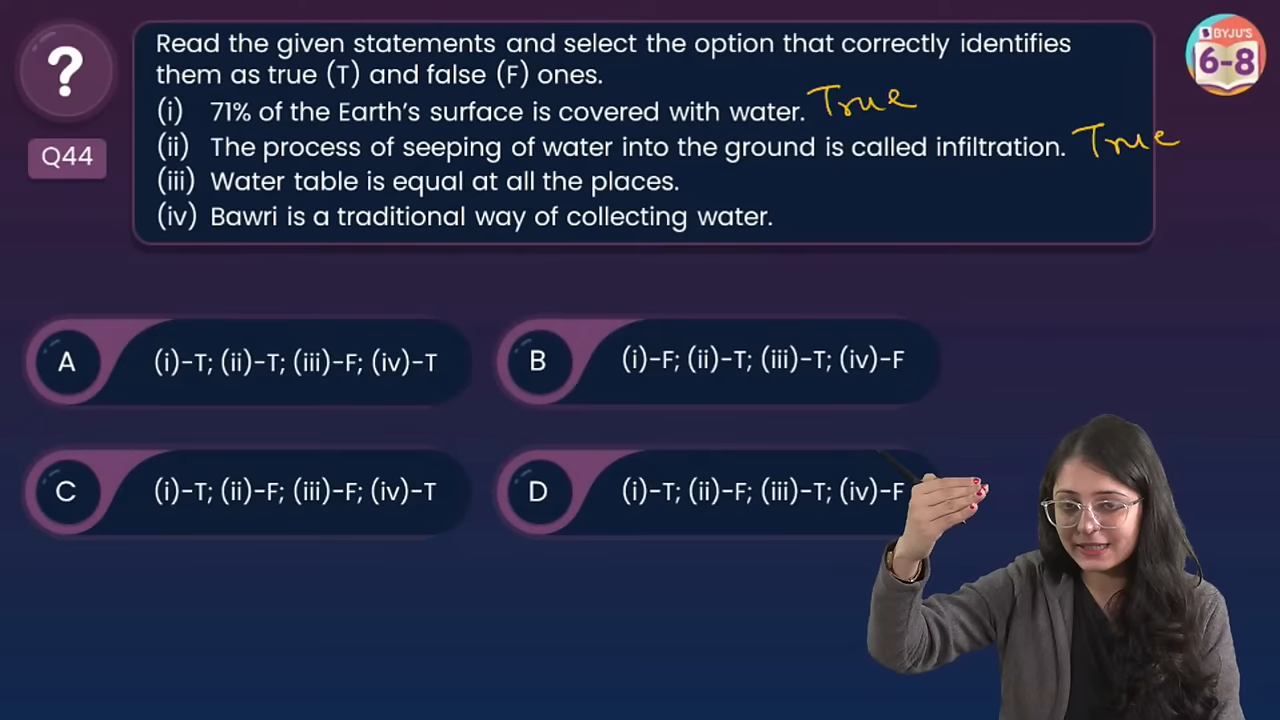 ?
Q44
Read the given statements and select the option that correctly identifies
them as true (T) and false (F) ones.
(i) 71% of the Earth's surface is covered with water. True
(ii) The process of seeping of water into the ground is called infiltration. True
(iii) Water table is equal at all the places.
(iv) Bawri is a traditional way of collecting water.
BYJU'S
6-8
A (i)-T; (ii)-T; (iii)-F; (iv)-T
B (i)-F; (ii)-T; (iii)-T; (iv)-F
C (i)-T; (ii)-F; (iii)-F; (iv)-T
D (i)-T; (ii)-F; (iii)-T; (iv)-F